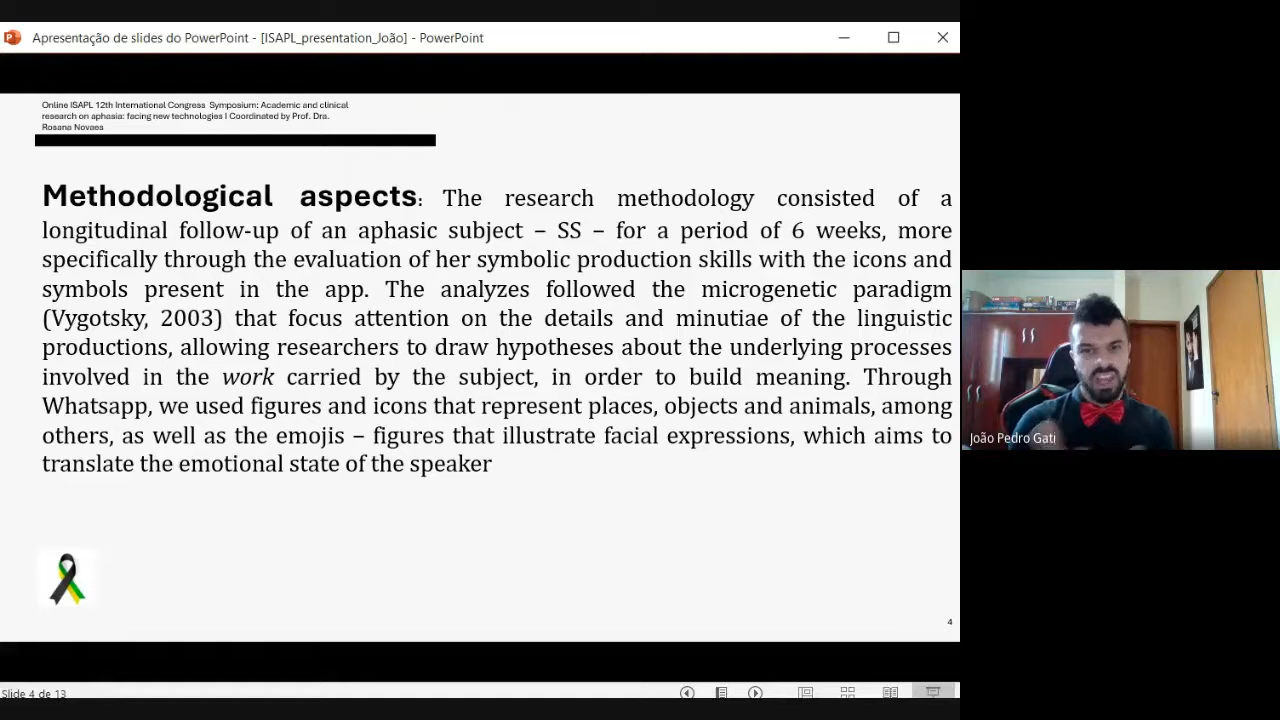 Apresentação de slides do PowerPoint - [ISAPL_presentation_João] - PowerPoint
Online ISAPL 12th International Congress Symposium: Academic and clinical
research on aphasia: facing new technologies I Coordinated by Prof. Dra.
Rosana Novaes
Methodological aspects: The research methodology consisted of a
longitudinal follow-up of an aphasic subject – SS – for a period of 6 weeks, more
specifically through the evaluation of her symbolic production skills with the icons and
symbols present in the app. The analyzes followed the microgenetic paradigm
(Vygotsky, 2003) that focus attention on the details and minutiae of the linguistic
productions, allowing researchers to draw hypotheses about the underlying processes
involved in the work carried by the subject, in order to build meaning. Through
Whatsapp, we used figures and icons that represent places, objects and animals, among
others, as well as the emojis – figures that illustrate facial expressions, which aims to
translate the emotional state of the speaker
João Pedro Gati
4
Slide 4 de 13